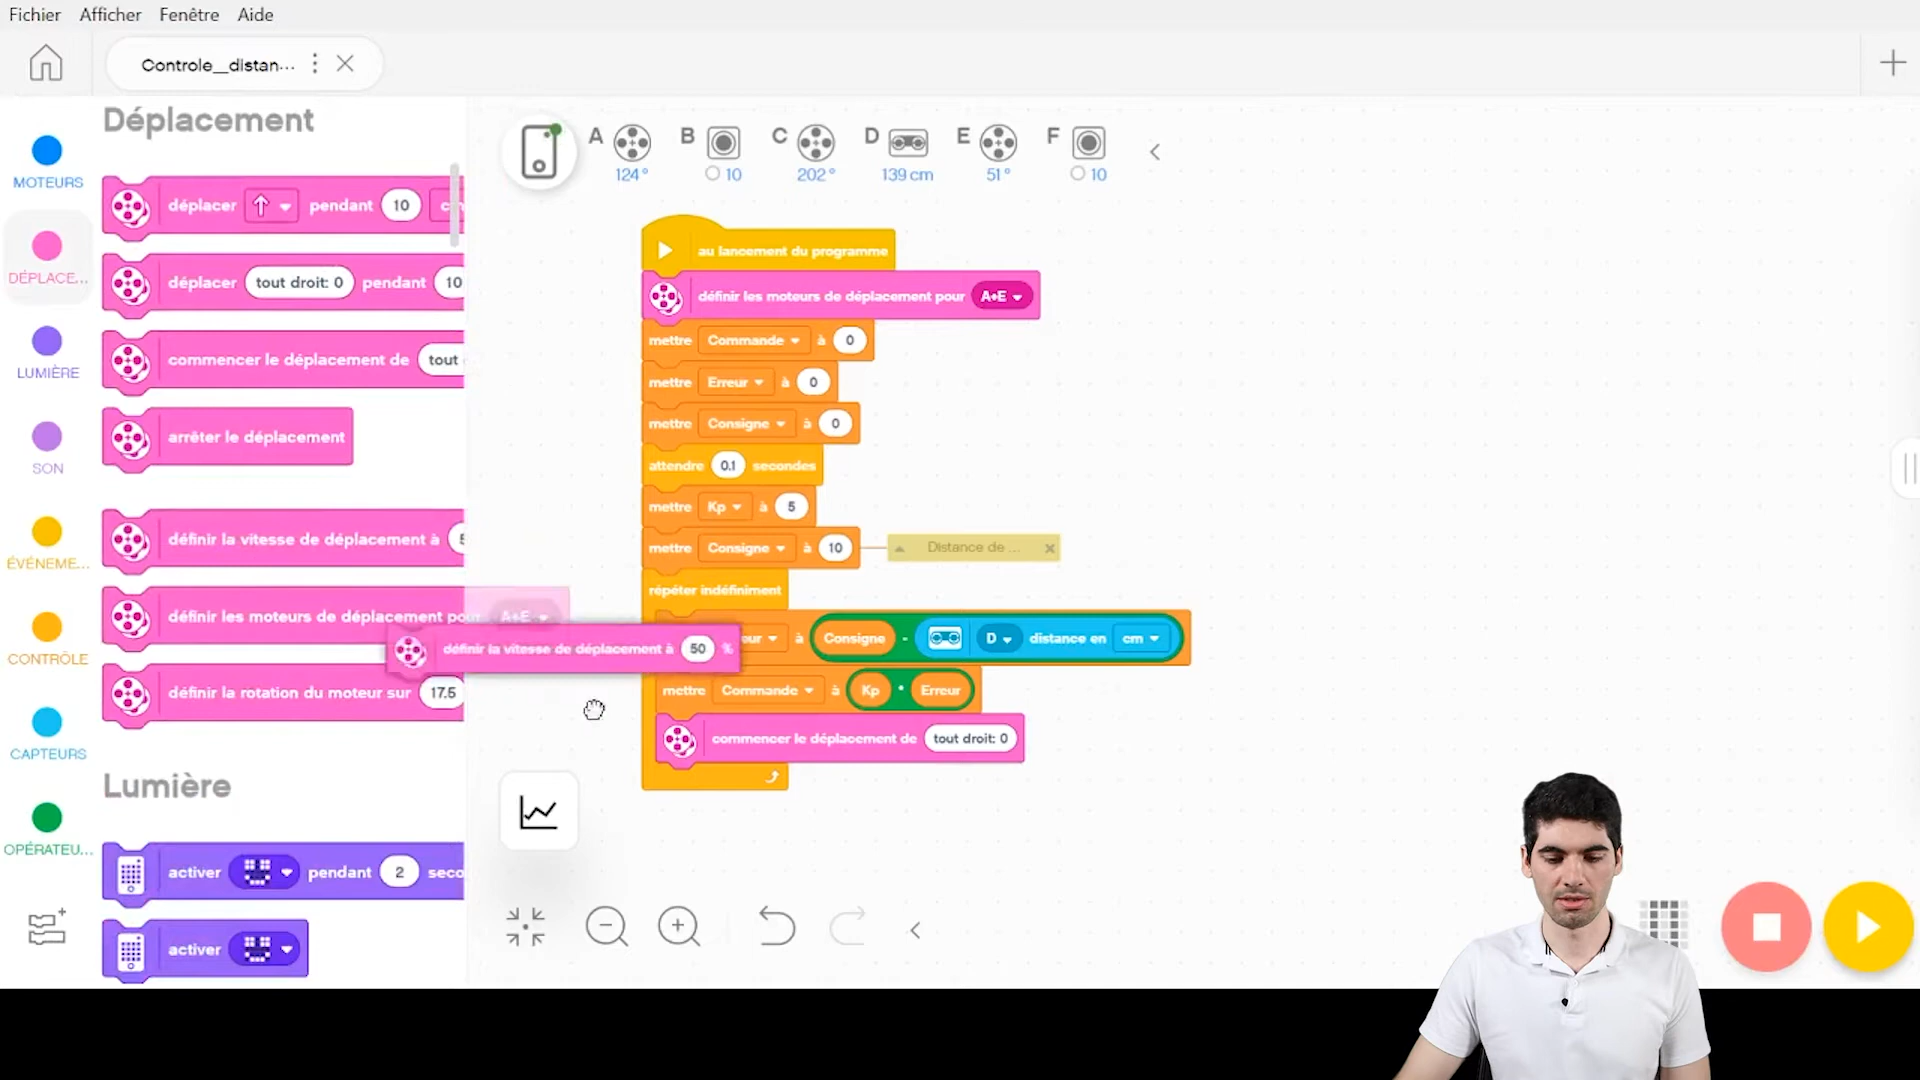 Fichier Afficher Fenêtre Aide
Controle_distan...
Déplacement
MOTEURS
DÉPLACE...
LUMIÈRE
SON
ÉVÉNEME...
CONTRÔLE
CAPTEURS
OPÉRATEU...
déplacer pendant 10
déplacer tout droit: 0 pendant 10
commencer le déplacement de tout
arrêter le déplacement
définir la vitesse de déplacement à
définir les moteurs de déplacement pour A+E
définir la rotation du moteur sur 17.5
Lumière
activer pendant 2 seco
activer
A B C D E F
124° 10 202° 139 cm 51° 10
au lancement du programme
définir les moteurs de déplacement pour A+E
mettre Commande à 0
mettre Erreur à 0
mettre Consigne à 0
attendre 0.1 secondes
mettre Kp à 5
mettre Consigne à 10 Distance de ...
répéter indéfiniment
définir la vitesse de déplacement à 50 %
eur à Consigne - D distance en cm
mettre Commande à Kp * Erreur
commencer le déplacement de tout droit: 0